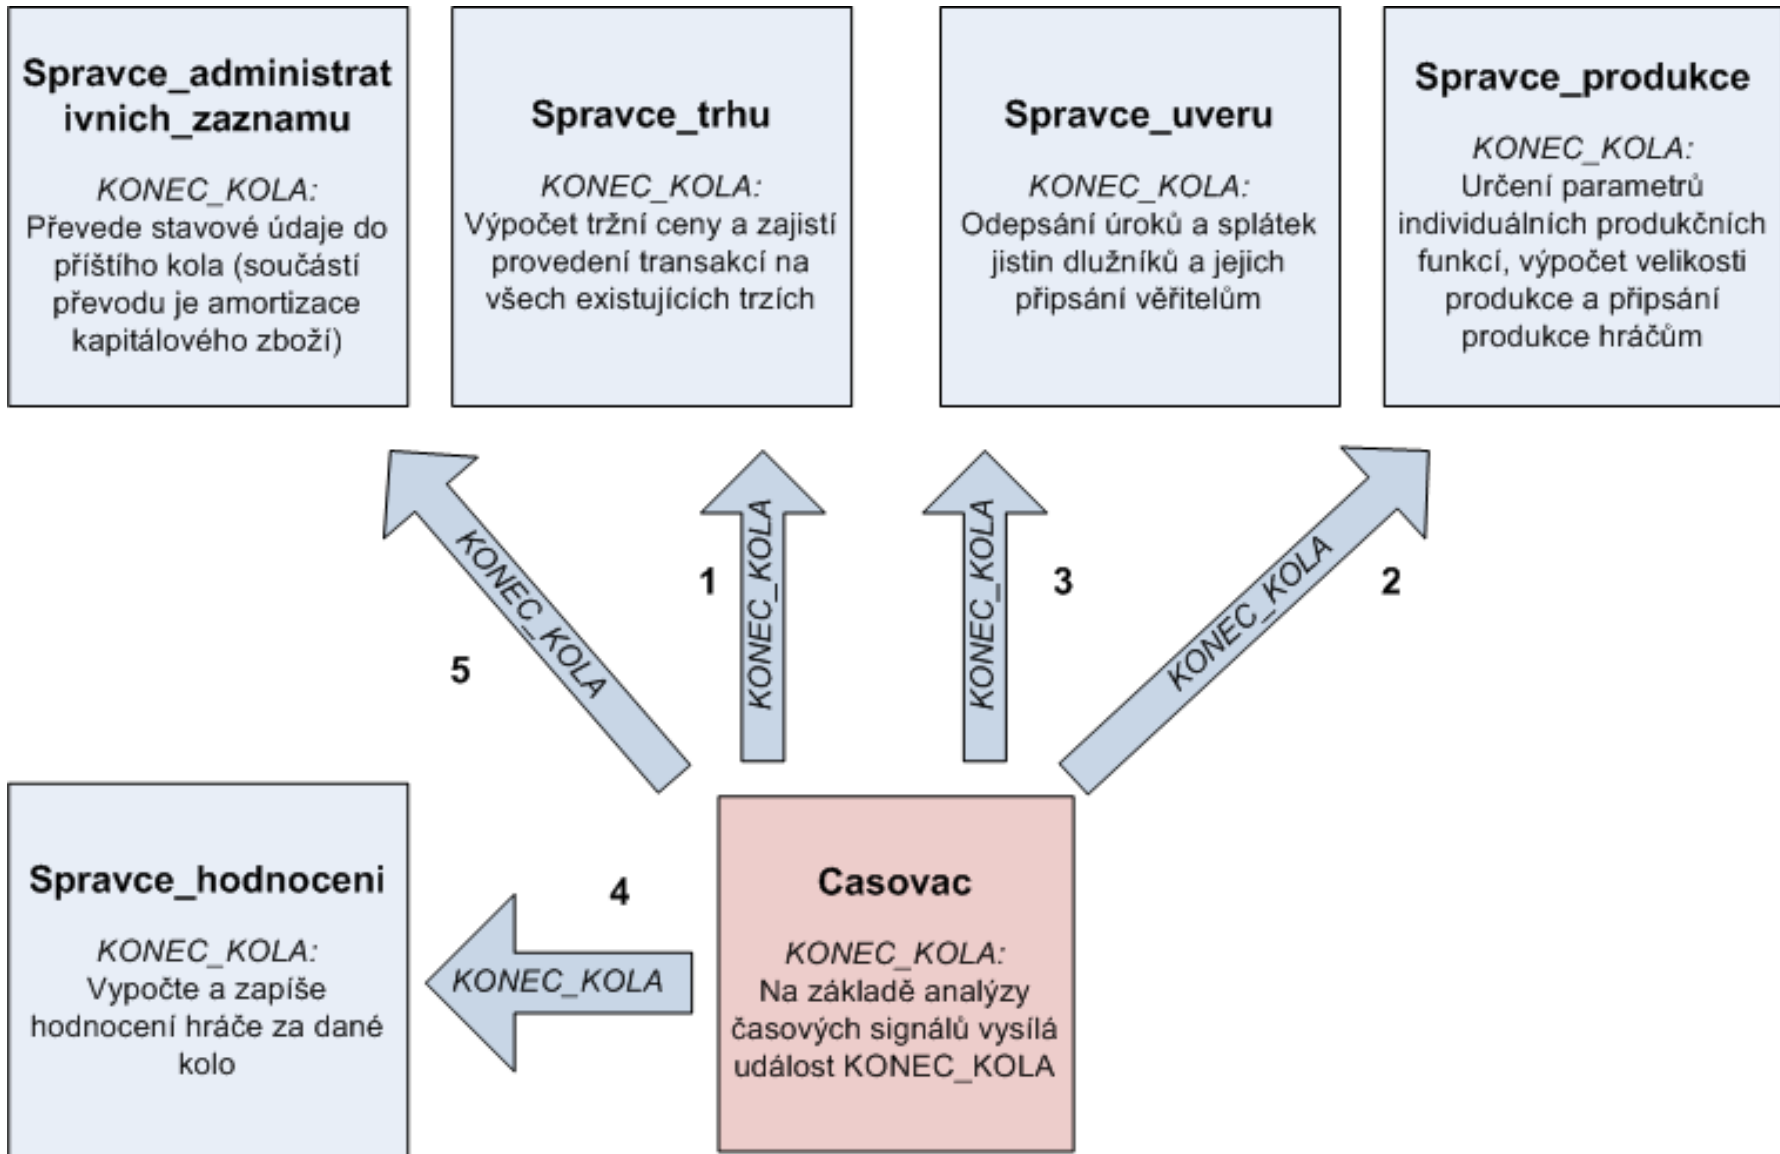 Spravce_administrat
ivnich_zaznamu
KONEC_KOLA:
Převede stavové údaje do
příštího kola (součástí
převodu je amortizace
kapitálového zboží)
Spravce_trhu
KONEC_KOLA:
Výpočet tržní ceny a zajistí
provedení transakcí na
všech existujících trzích
Spravce_uveru
KONEC_KOLA:
Odepsání úroků a splátek
jistin dlužníků a jejich
připsání věřitelům
Spravce_produkce
KONEC_KOLA:
Určení parametrů
individuálních produkčních
funkcí, výpočet velikosti
produkce a připsání
produkce hráčům
KONEC_KOLA
5
1
KONEC_KOLA
KONEC_KOLA
3
KONEC_KOLA
2
Spravce_hodnoceni
KONEC_KOLA:
Vypočte a zapíše
hodnocení hráče za dané
kolo
4
KONEC_KOLA
Casovac
KONEC_KOLA:
Na základě analýzy
časových signálů vysílá
událost KONEC_KOLA